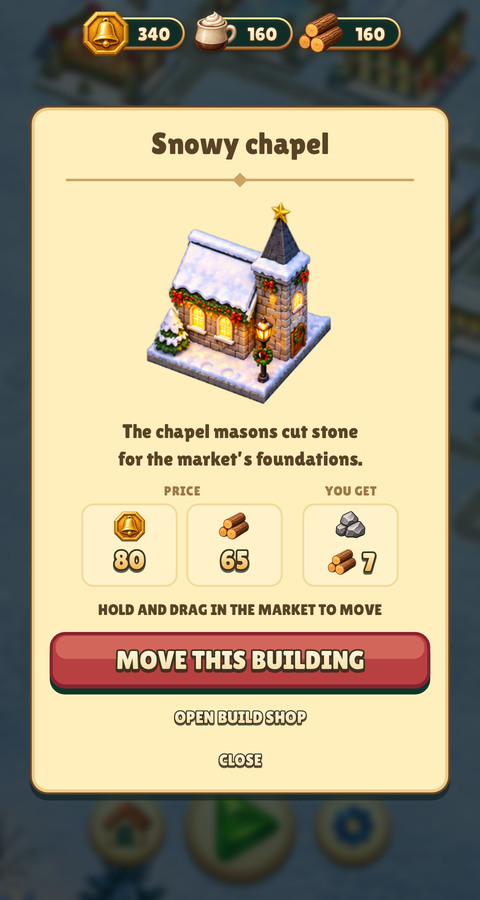 340
160
160
Snowy chapel
The chapel masons cut stone
for the market's foundations.
PRICE
YOU GET
80
65
7
HOLD AND DRAG IN THE MARKET TO MOVE
MOVE THIS BUILDING
OPEN BUILD SHOP
CLOSE